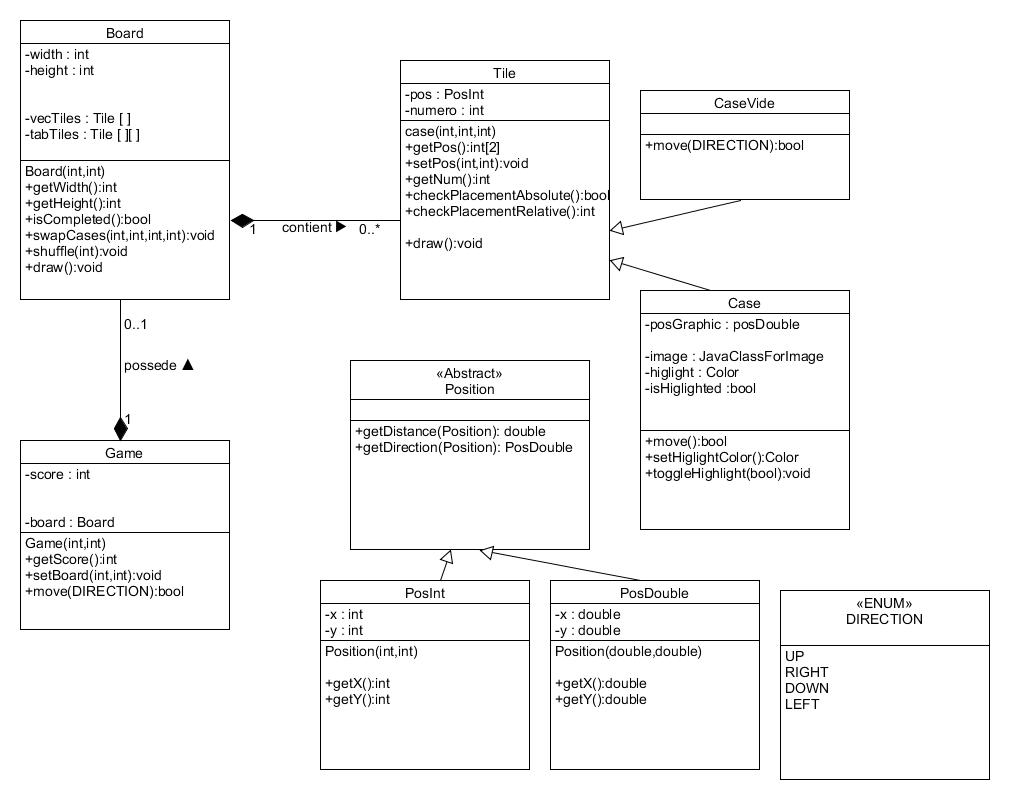 Board
-width : int
-height : int
-vecTiles : Tile [ ]
-tabTiles : Tile [ ][ ]
Board(int,int)
+getWidth():int
+getHeight():int
+isCompleted():bool
+swapCases(int,int,int,int):void
+shuffle(int):void
+draw():void
1
contient ▶
0..*
Tile
-pos : PosInt
-numero : int
case(int,int,int)
+getPos():int[2]
+setPos(int,int):void
+getNum():int
+checkPlacementAbsolute():bool
+checkPlacementRelative():int
+draw():void
CaseVide
+move(DIRECTION):bool
Case
-posGraphic : posDouble
-image : JavaClassForImage
-higlight : Color
-isHiglighted :bool
+move():bool
+setHiglightColor():Color
+toggleHighlight(bool):void
0..1
possede ▲
1
Game
-score : int
-board : Board
Game(int,int)
+getScore():int
+setBoard(int,int):void
+move(DIRECTION):bool
«Abstract»
Position
+getDistance(Position): double
+getDirection(Position): PosDouble
PosInt
-x : int
-y : int
Position(int,int)
+getX():int
+getY():int
PosDouble
-x : double
-y : double
Position(double,double)
+getX():double
+getY():double
«ENUM»
DIRECTION
UP
RIGHT
DOWN
LEFT